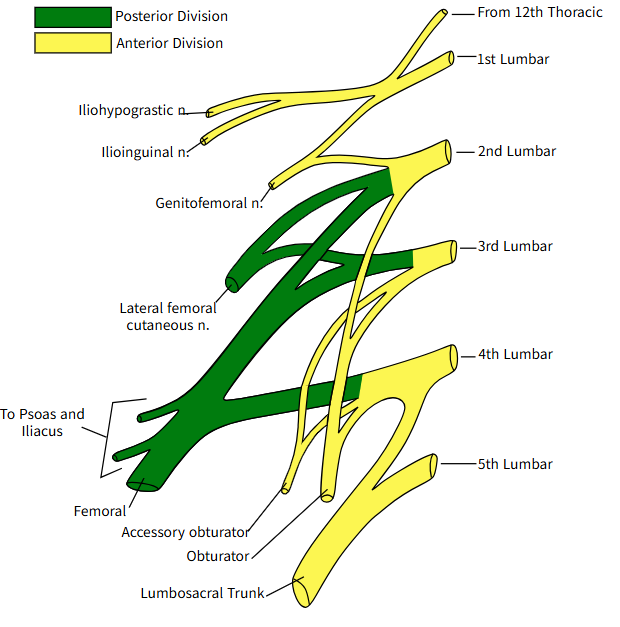 Posterior Division
Anterior Division
From 12th Thoracic
1st Lumbar
Iliohypograstic n.
Ilioinguinal n.
2nd Lumbar
Genitofemoral n.
3rd Lumbar
Lateral femoral
cutaneous n.
4th Lumbar
To Psoas and
Iliacus
5th Lumbar
Femoral
Accessory obturator
Obturator
Lumbosacral Trunk